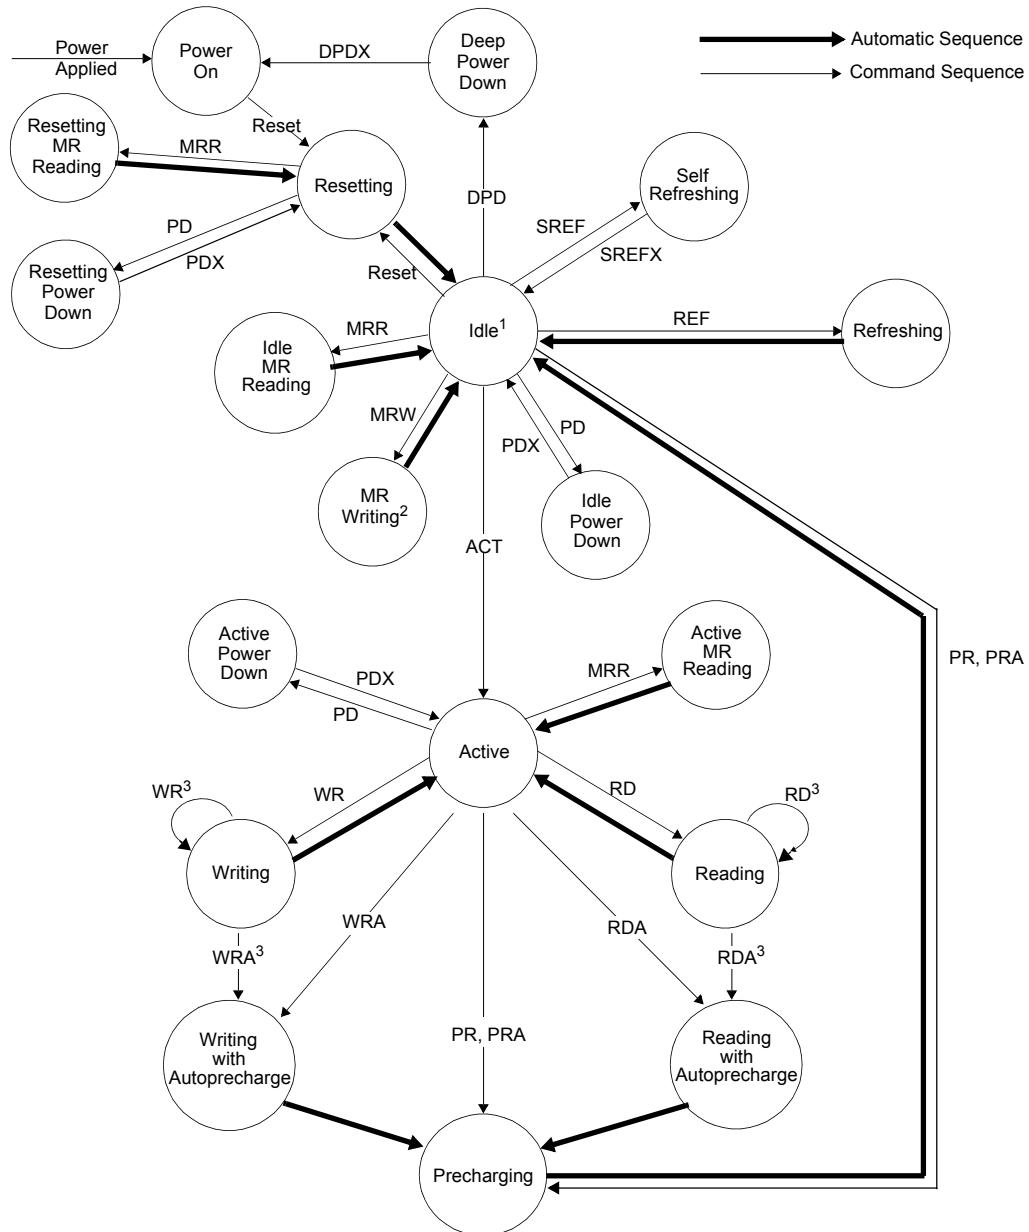 Power
Applied
Power
On
DPDX
Deep
Power
Down
Automatic Sequence
Command Sequence
Reset
Resetting
MR
Reading
MRR
Resetting
PD
PDX
Resetting
Power
Down
DPD
Self
Refreshing
SREF
SREFX
Reset
Idle1
REF
Refreshing
MRR
Idle
MR
Reading
MRW
PD
PDX
MR
Writing2
Idle
Power
Down
ACT
Active
Power
Down
PDX
PD
MRR
Active
MR
Reading
PR, PRA
Active
WR3
WR
RD
RD3
Writing
Reading
WRA
RDA
WRA3
RDA3
PR, PRA
Writing
with
Autoprecharge
Reading
with
Autoprecharge
Precharging